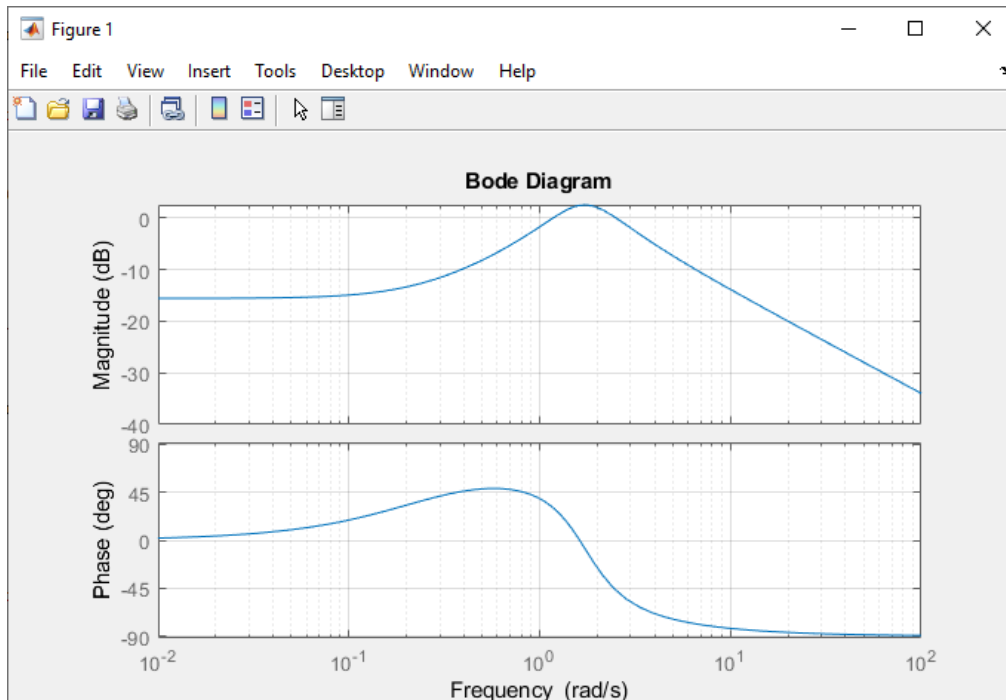 Figure 1
File Edit View Insert Tools Desktop Window Help
Bode Diagram
Magnitude (dB)
0
-10
-20
-30
-40
Phase (deg)
90
45
0
-45
-90
10-2 10-1 100 101 102
Frequency (rad/s)